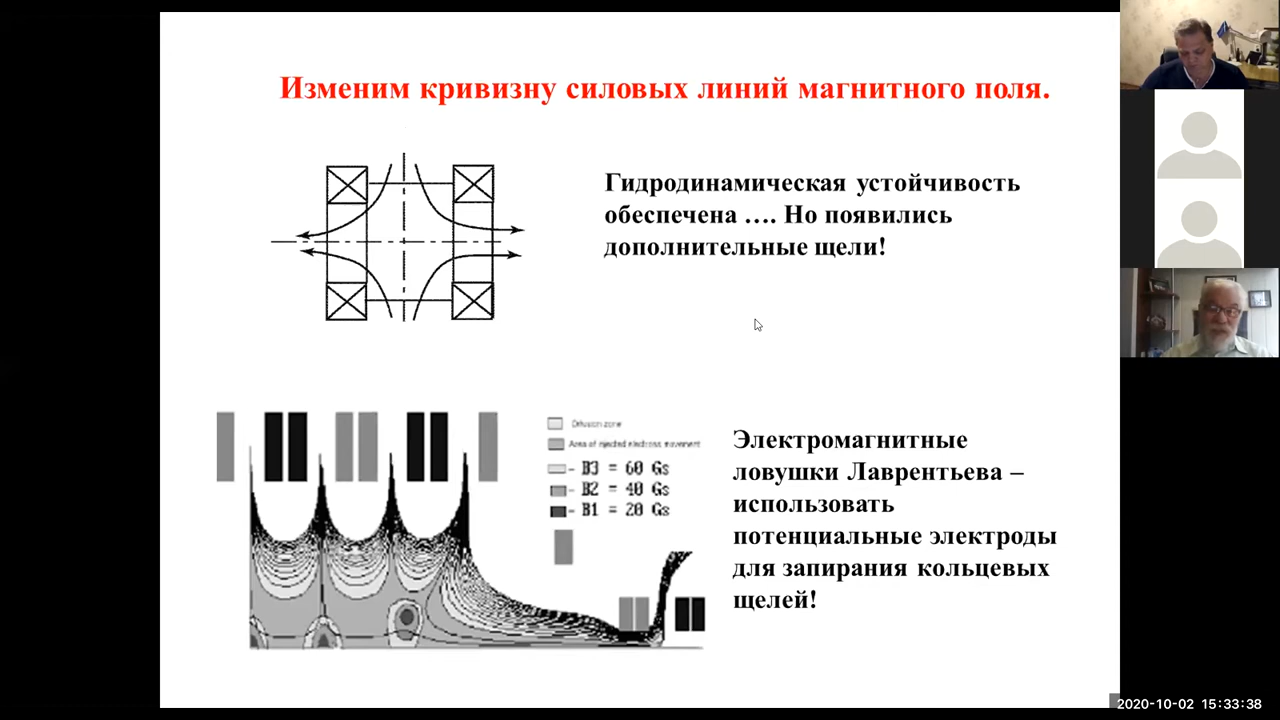 Изменим кривизну силовых линий магнитного поля.
Гидродинамическая устойчивость
обеспечена …. Но появились
дополнительные щели!
Diffusion zone
Area of injected electrons movement
- B3 = 60 Gs
- B2 = 40 Gs
- B1 = 20 Gs
Электромагнитные
ловушки Лаврентьева –
использовать
потенциальные электроды
для запирания кольцевых
щелей!
2020-10-02 15:33:38